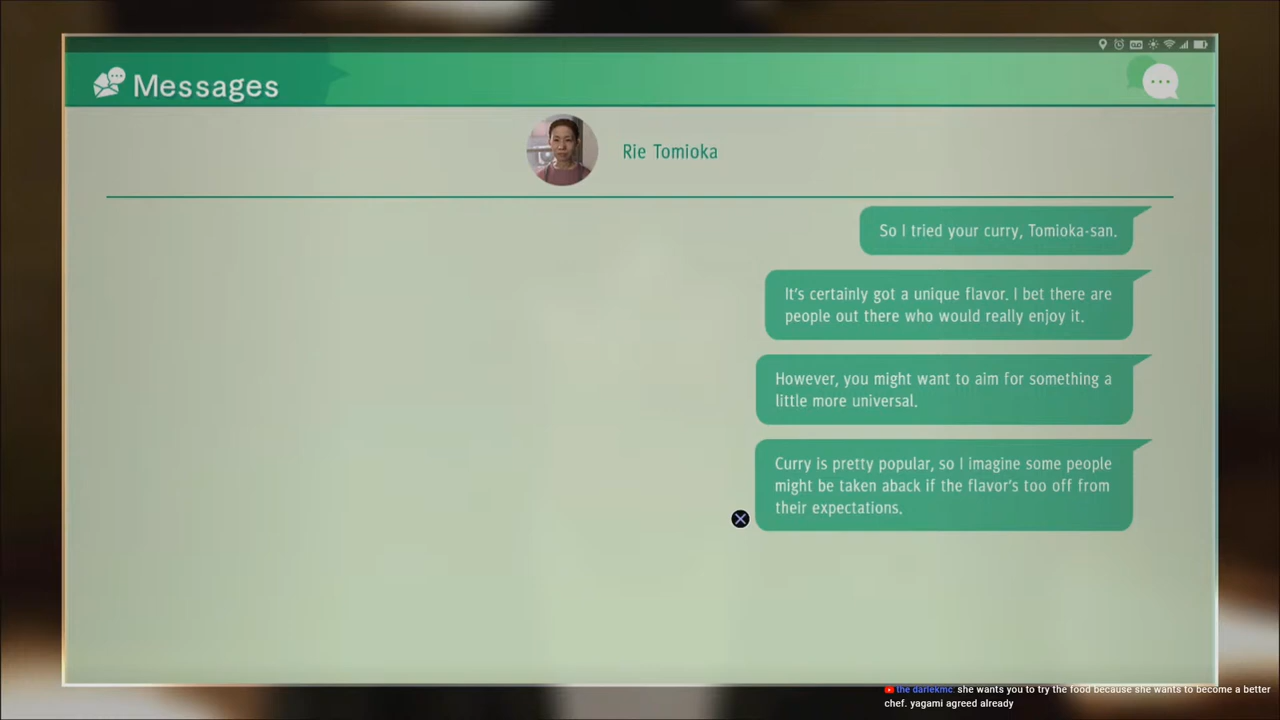 Messages
Rie Tomioka
So I tried your curry, Tomioka-san.
It's certainly got a unique flavor. I bet there are
people out there who would really enjoy it.
However, you might want to aim for something a
little more universal.
Curry is pretty popular, so I imagine some people
might be taken aback if the flavor's too off from
their expectations.
the darlekmc: she wants you to try the food because she wants to become a better
chef. yagami agreed already